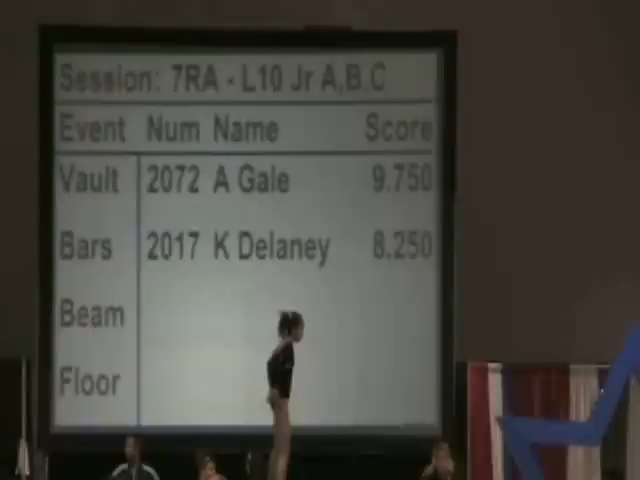 Session: 7RA - L10 Jr A,B,C
Event Num Name Score
Vault 2072 A Gale 9.750
Bars 2017 K Delaney 8.250
Beam
Floor